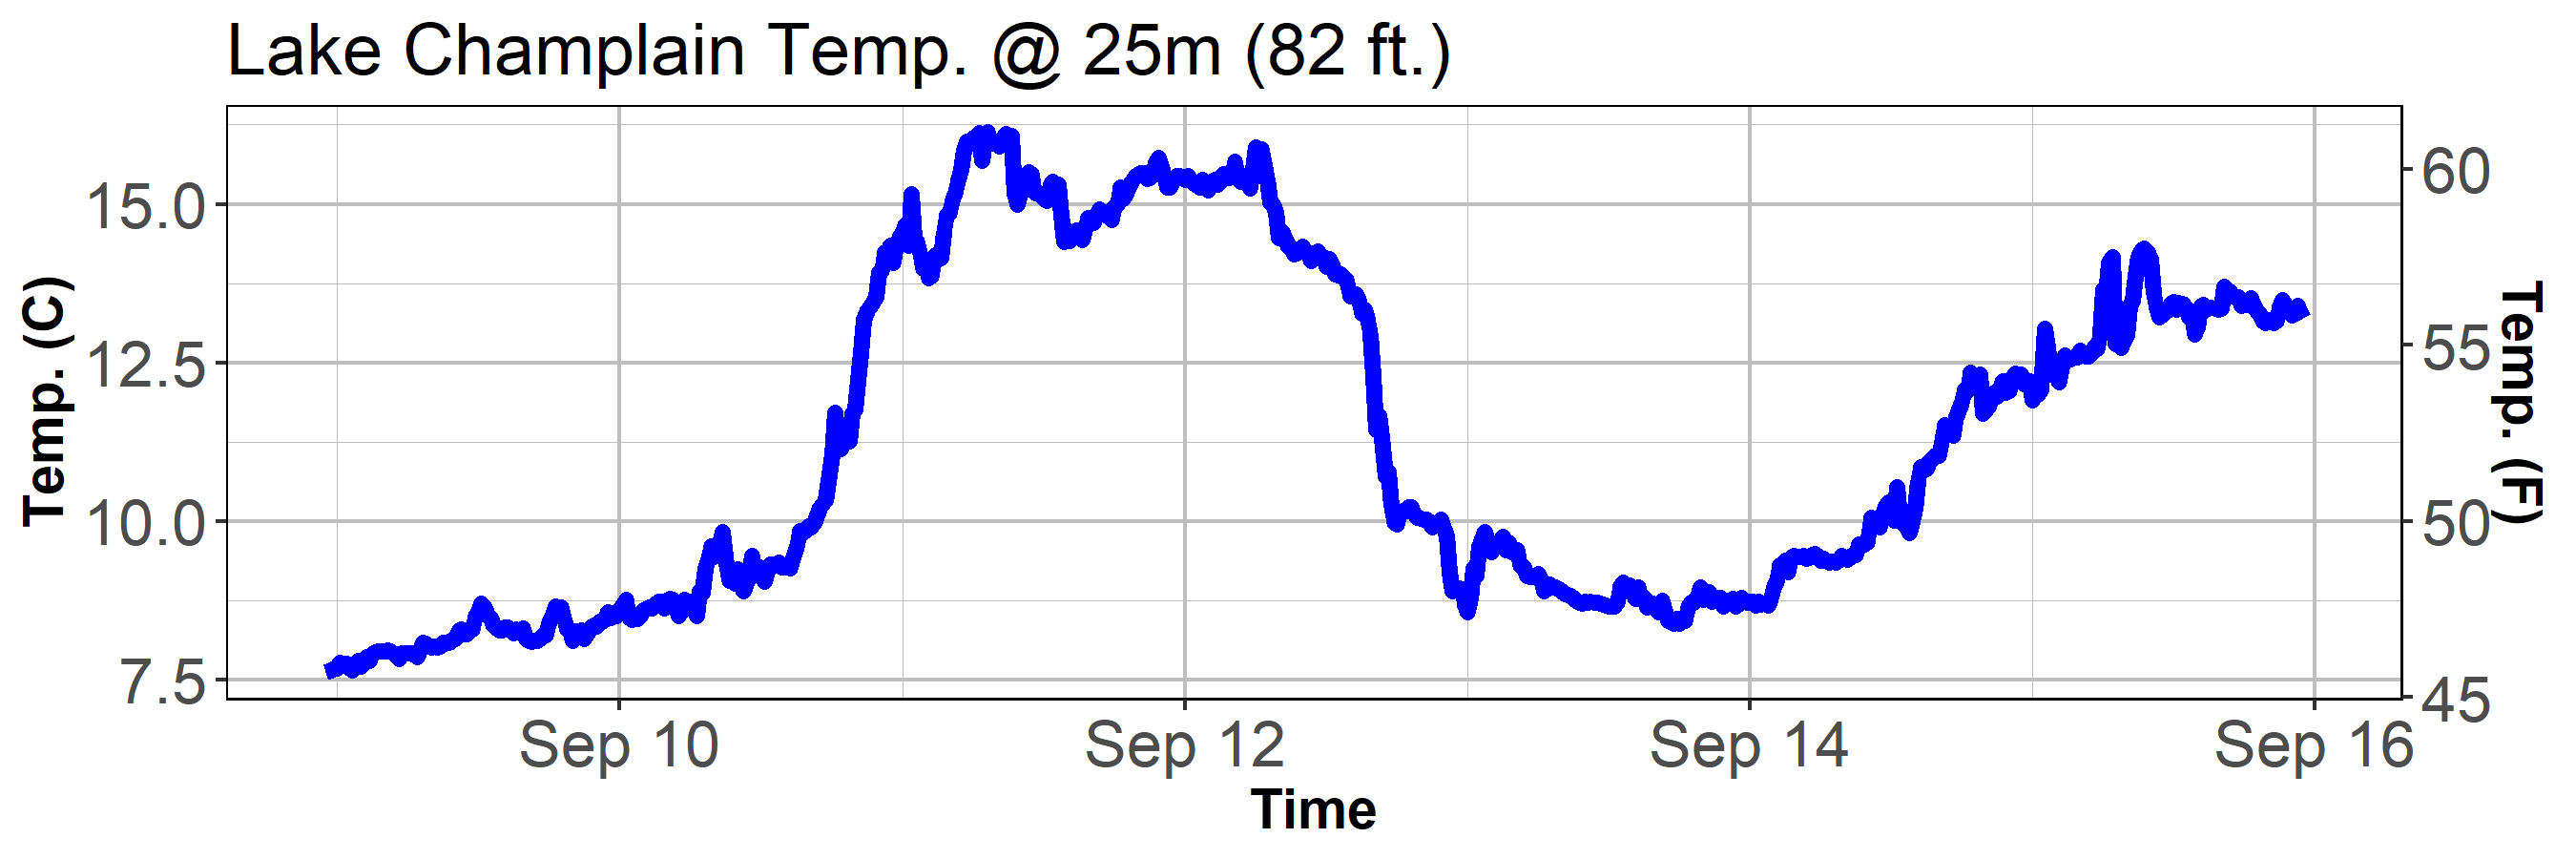 Lake Champlain Temp. @ 25m (82 ft.)
Temp. (C)
15.0
12.5
10.0
7.5
60
55
50
45
Temp. (F)
Sep 10 Sep 12 Sep 14 Sep 16
Time